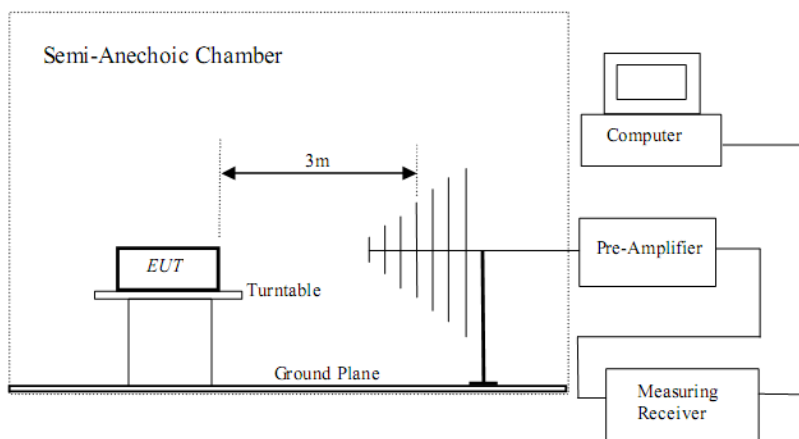 Semi-Anechoic Chamber
Computer
3m
Pre-Amplifier
EUT
Turntable
Ground Plane
Measuring
Receiver